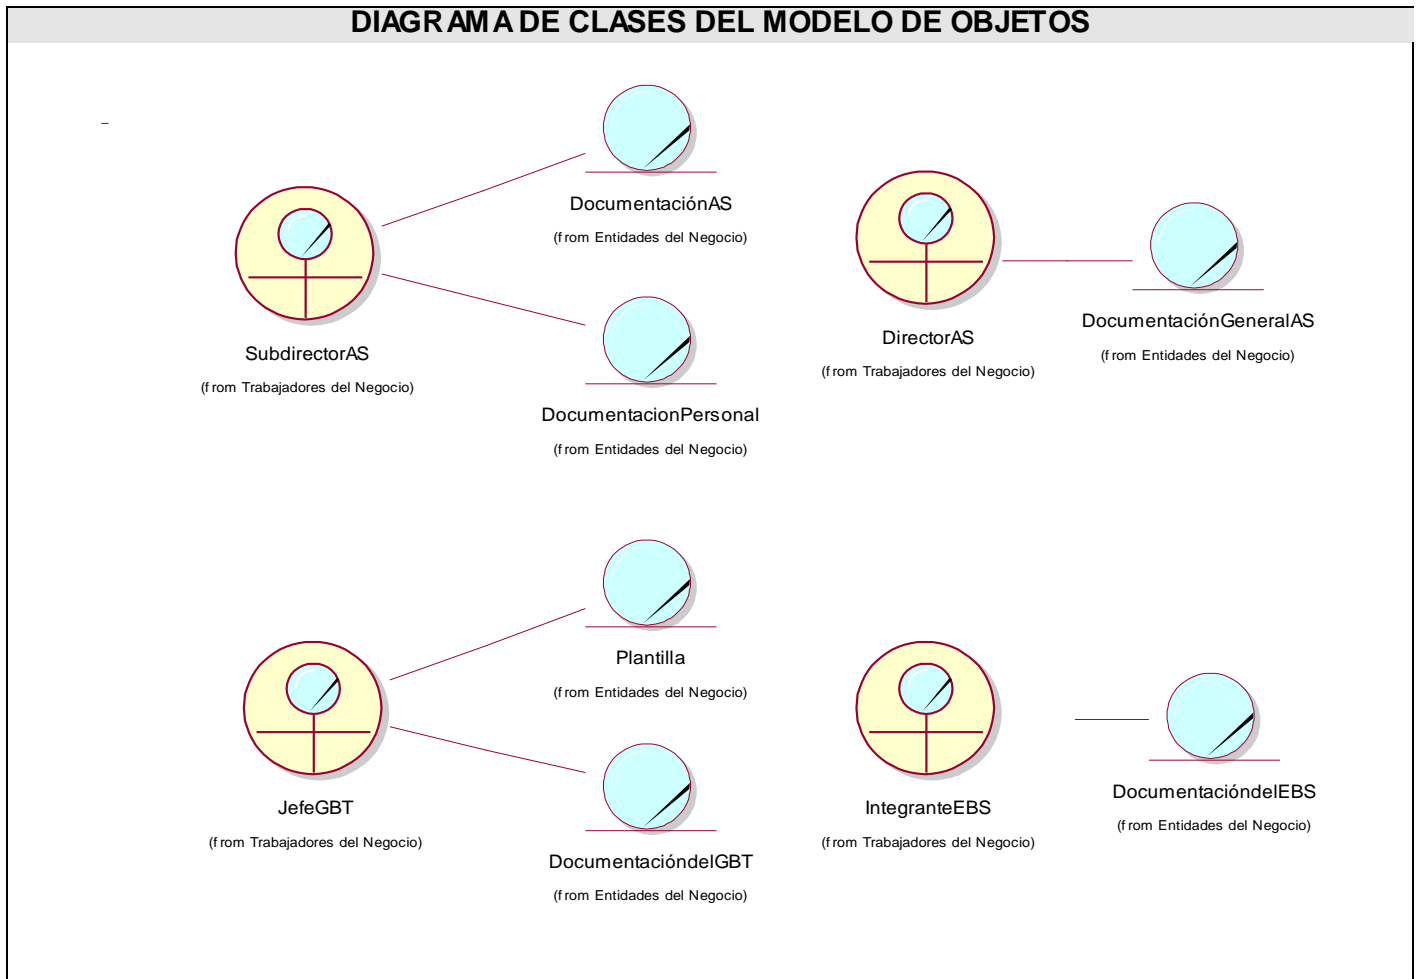 DIAGRAMA DE CLASES DEL MODELO DE OBJETOS
DocumentaciónAS
(from Entidades del Negocio)
SubdirectorAS
(from Trabajadores del Negocio)
DocumentacionPersonal
(from Entidades del Negocio)
DirectorAS
(from Trabajadores del Negocio)
DocumentaciónGeneralAS
(from Entidades del Negocio)
Plantilla
(from Entidades del Negocio)
JefeGBT
(from Trabajadores del Negocio)
DocumentacióndelGBT
(from Entidades del Negocio)
IntegranteEBS
(from Trabajadores del Negocio)
DocumentacióndelEBS
(from Entidades del Negocio)